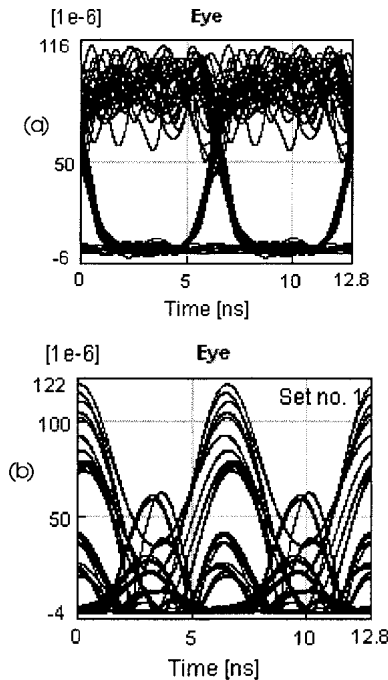 [1e-6] Eye
116
(a)
50
-6
0 5 10 12.8
Time [ns]
[1e-6] Eye
122
Set no. 1
100
(b)
50
-4
0 5 10 12.8
Time [ns]